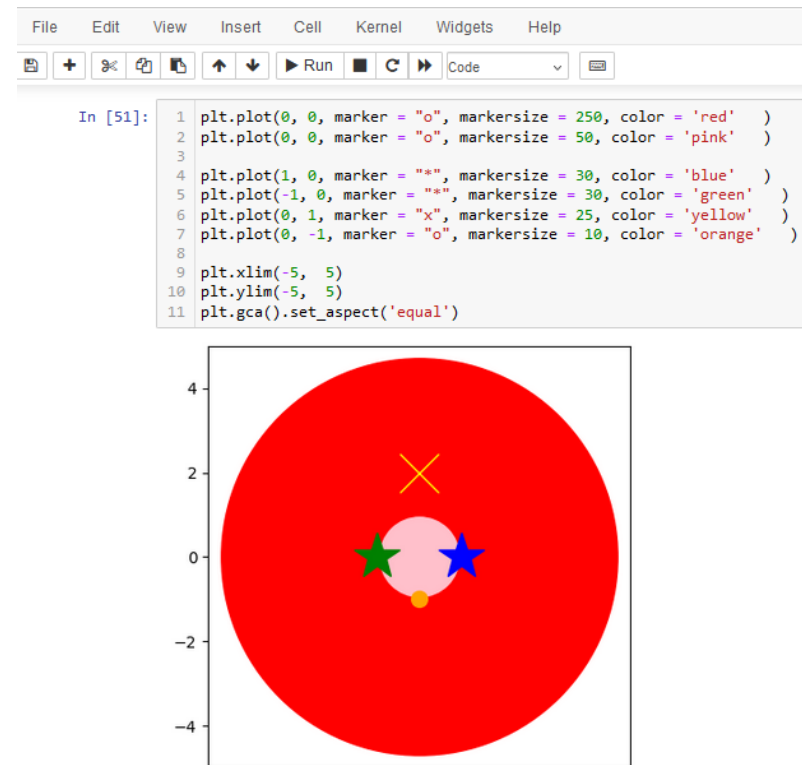 File Edit View Insert Cell Kernel Widgets Help
Run Code
In [51]:
1 plt.plot(0, 0, marker = "o", markersize = 250, color = 'red'   )
2 plt.plot(0, 0, marker = "o", markersize = 50, color = 'pink'   )
3
4 plt.plot(1, 0, marker = "*", markersize = 30, color = 'blue'   )
5 plt.plot(-1, 0, marker = "*", markersize = 30, color = 'green'   )
6 plt.plot(0, 1, marker = "x", markersize = 25, color = 'yellow'   )
7 plt.plot(0, -1, marker = "o", markersize = 10, color = 'orange'   )
8
9 plt.xlim(-5,  5)
10 plt.ylim(-5,  5)
11 plt.gca().set_aspect('equal')
4
2
0
−2
−4